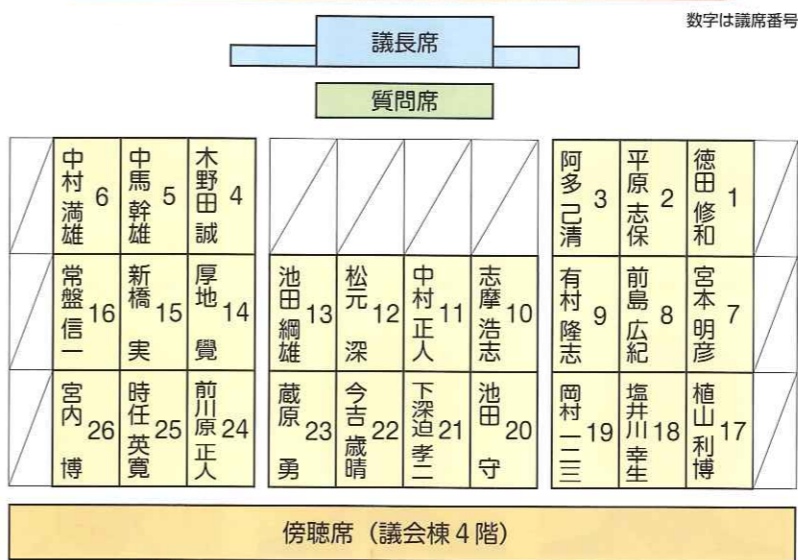 数字は議席番号
議長席
質問席
中村 満雄 6
中馬 幹雄 5
木野田 誠 4
阿多 己清 3
平原 志保 2
徳田 修和 1
常盤 信一 16
新橋 実 15
厚地 覺 14
池田 綱雄 13
松元 深 12
中村 正人 11
志摩 浩志 10
有村 隆志 9
前島 広紀 8
宮本 明彦 7
宮内 博 26
時任 英寛 25
前川原 正人 24
蔵原 勇 23
今吉 歳晴 22
下深迫 孝二 21
池田 守 20
岡村 一二三 19
塩井川 幸生 18
植山 利博 17
傍聴席（議会棟４階）